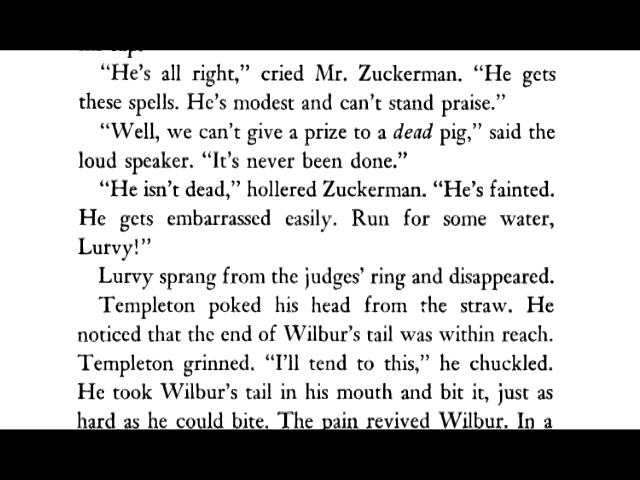 "He's all right," cried Mr. Zuckerman. "He gets
these spells. He's modest and can't stand praise."
"Well, we can't give a prize to a dead pig," said the
loud speaker. "It's never been done."
"He isn't dead," hollered Zuckerman. "He's fainted.
He gets embarrassed easily. Run for some water,
Lurvy!"
Lurvy sprang from the judges' ring and disappeared.
Templeton poked his head from the straw. He
noticed that the end of Wilbur's tail was within reach.
Templeton grinned. "I'll tend to this," he chuckled.
He took Wilbur's tail in his mouth and bit it, just as
hard as he could bite. The pain revived Wilbur. In a